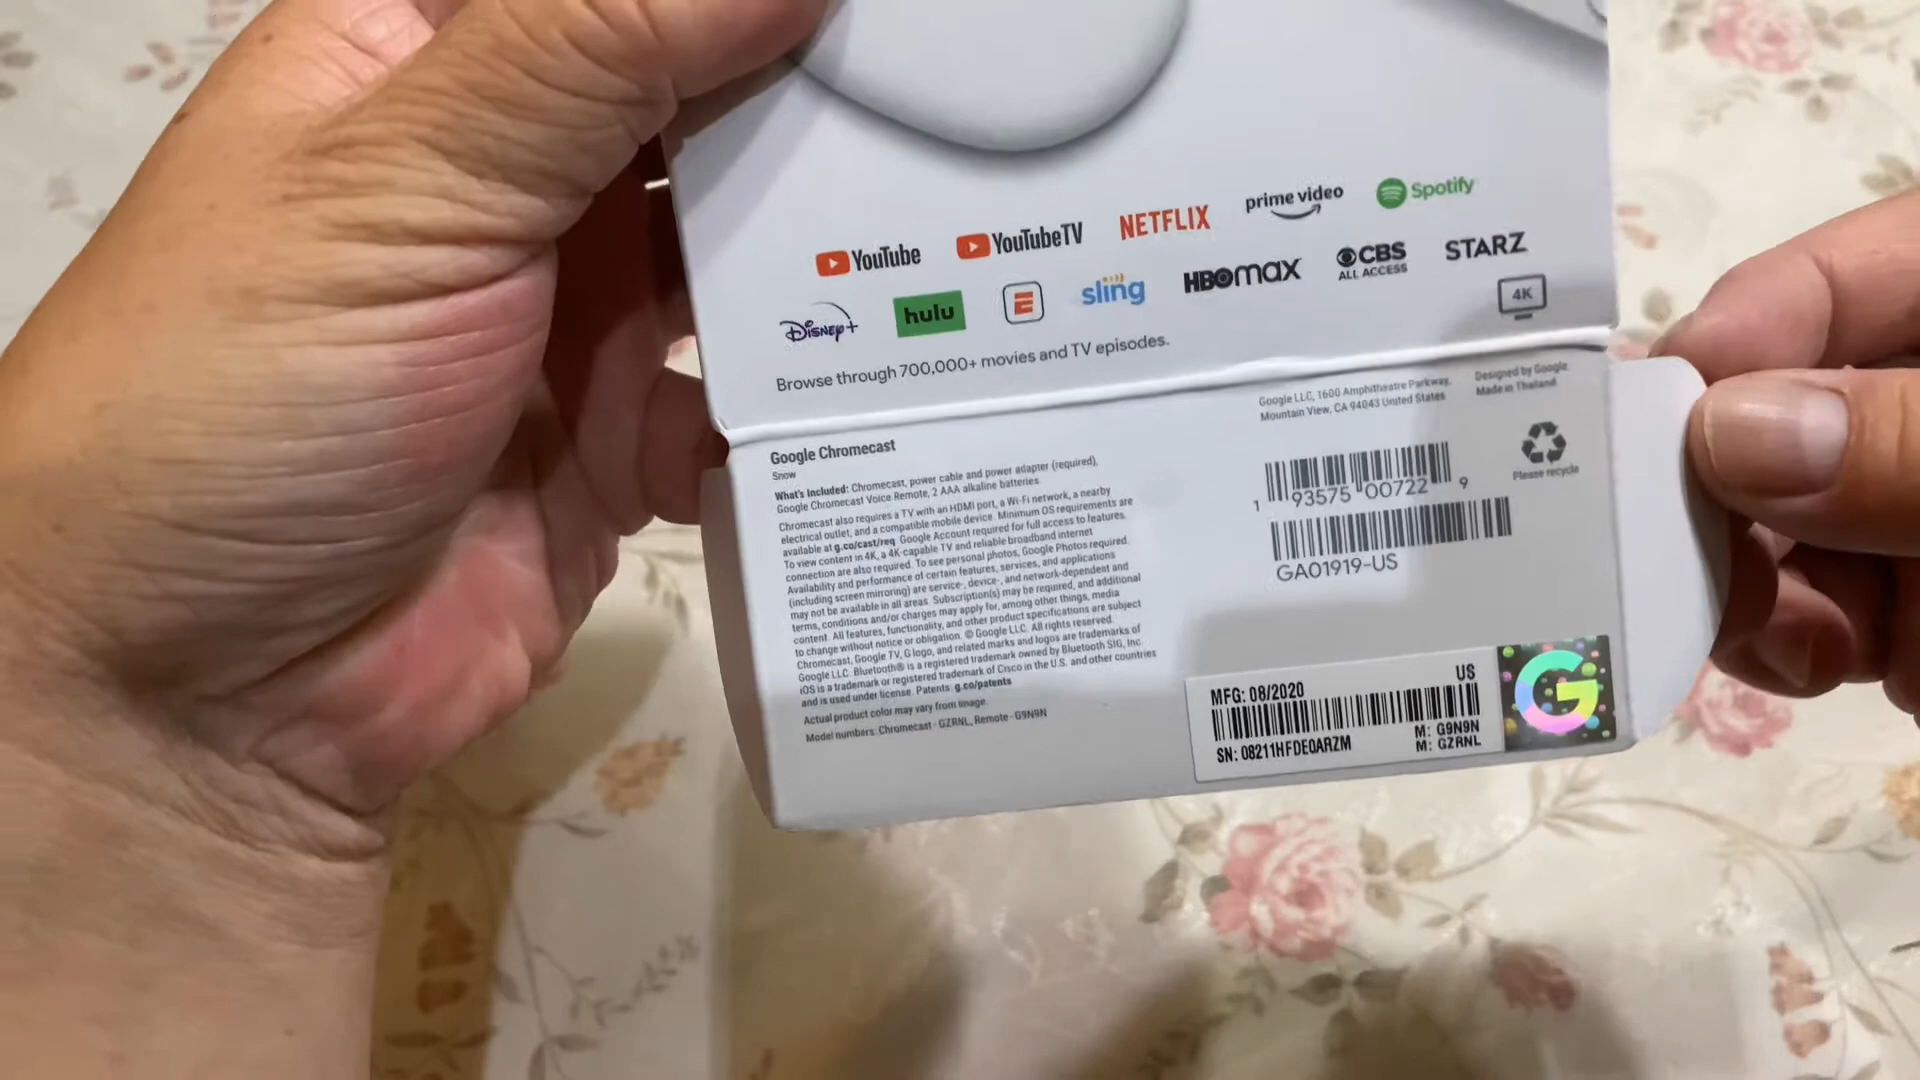 YouTube
YouTubeTV
NETFLIX
prime video
Spotify
Disney+
hulu
E
sling
HBOMAX
CBS
ALL ACCESS
STARZ
4K
Browse through 700,000+ movies and TV episodes.
Google Chromecast
Snow
What's Included: Chromecast, power cable and power adapter (required),
Google Chromecast Voice Remote, 2 AAA alkaline batteries
Chromecast also requires a TV with an HDMI port, a Wi-Fi network, a nearby
electrical outlet, and a compatible mobile device. Minimum OS requirements are
available at g.co/cast/req. Google Account required for full access to features.
To view content in 4K, a 4K-capable TV and reliable broadband internet
connection are also required. To see personal photos, Google Photos required.
Availability and performance of certain features, services, and applications
(including screen mirroring) are service-, device-, and network-dependent and
may not be available in all areas. Subscription(s) may be required, and additional
terms, conditions and/or charges may apply for, among other things, media
content. All features, functionality, and other product specifications are subject
to change without notice or obligation. © Google LLC. All rights reserved.
Chromecast, Google TV, G logo, and related marks and logos are trademarks of
Google LLC. Bluetooth® is a registered trademark owned by Bluetooth SIG, Inc.
iOS is a trademark or registered trademark of Cisco in the U.S. and other countries
and is used under license. Patents: g.co/patents
Actual product color may vary from image.
Model numbers: Chromecast - GZRNL, Remote - G9N9N
Google LLC, 1600 Amphitheatre Parkway,
Mountain View, CA 94043 United States
Designed by Google
Made in Thailand
Please recycle
1 93575 00722 9
GA01919-US
MFG: 08/2020
US
SN: 08211HFDE0ARZM
M: G9N9N
M: GZRNL
G